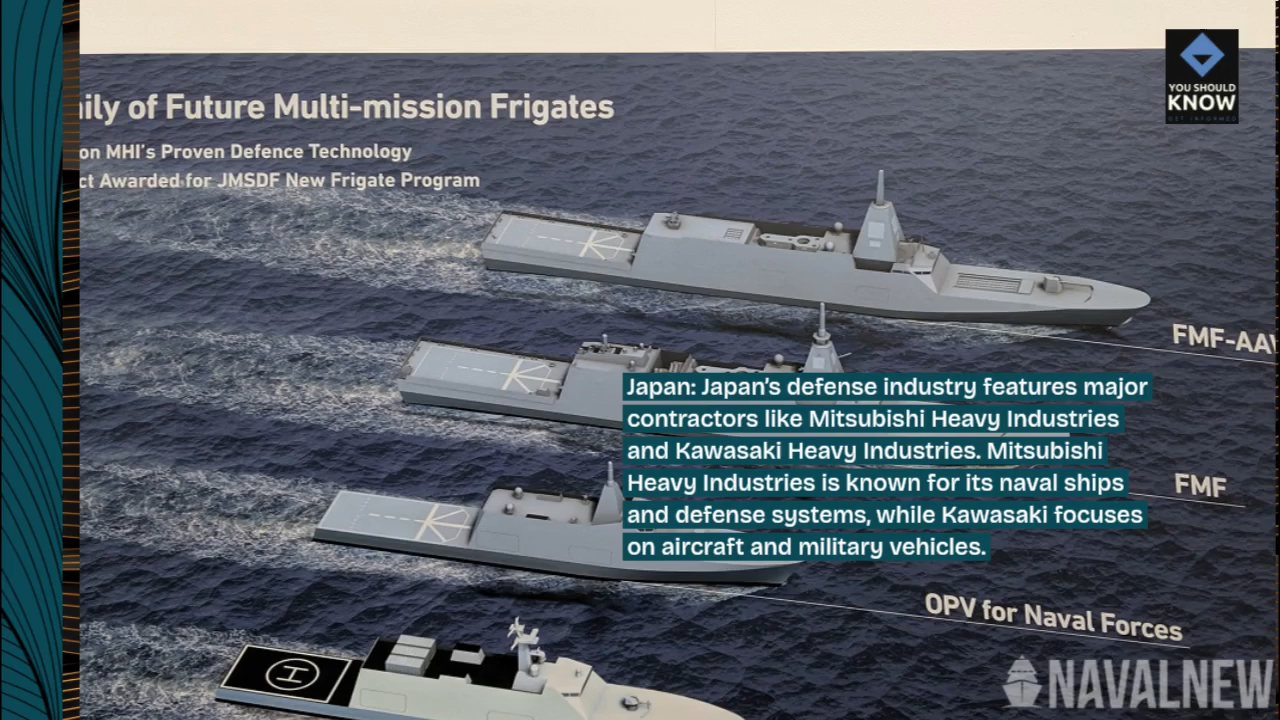 ily of Future Multi-mission Frigates
on MHI's Proven Defence Technology
ct Awarded for JMSDF New Frigate Program
YOU SHOULD
KNOW
GET INFORMED
FMF-AAW
Japan: Japan's defense industry features major
contractors like Mitsubishi Heavy Industries
and Kawasaki Heavy Industries. Mitsubishi
Heavy Industries is known for its naval ships
and defense systems, while Kawasaki focuses
on aircraft and military vehicles.
FMF
OPV for Naval Forces
H
NAVALNEW